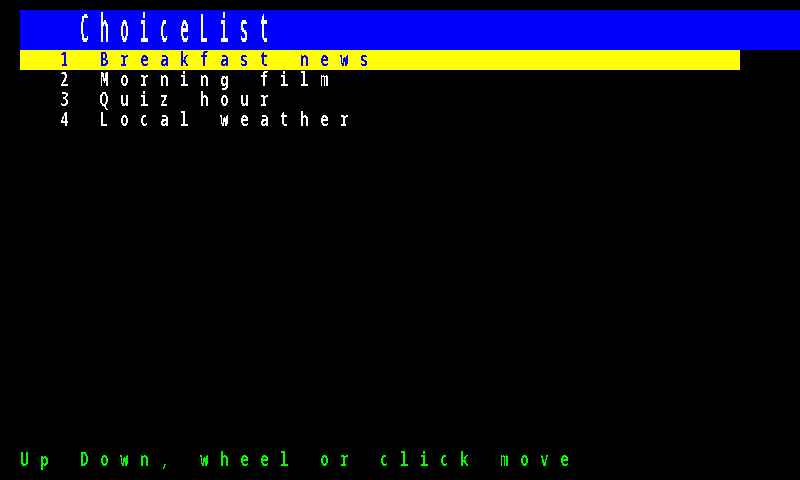 ChoiceList
1 Breakfast news
2 Morning film
3 Quiz hour
4 Local weather
Up Down, wheel or click move